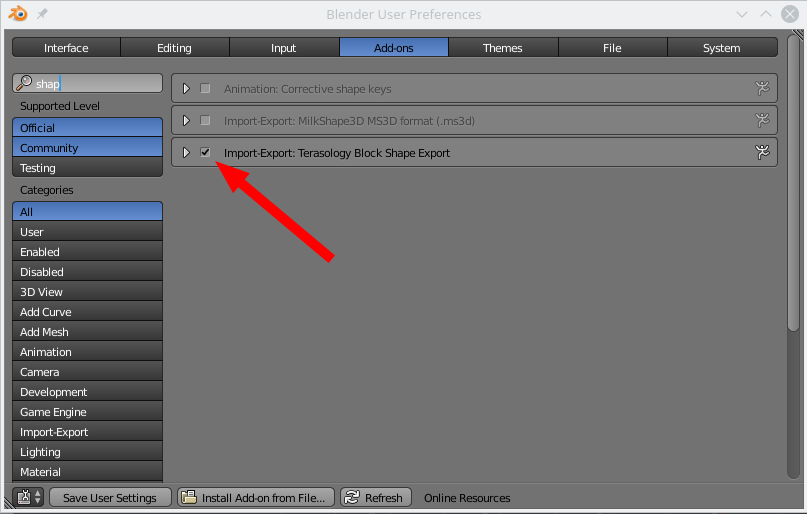 Blender User Preferences
Interface Editing Input Add-ons Themes File System
shap
Supported Level
Official
Community
Testing
Categories
All
User
Enabled
Disabled
3D View
Add Curve
Add Mesh
Animation
Camera
Development
Game Engine
Import-Export
Lighting
Material
Animation: Corrective shape keys
Import-Export: MilkShape3D MS3D format (.ms3d)
Import-Export: Terasology Block Shape Export
Save User Settings Install Add-on from File... Refresh Online Resources